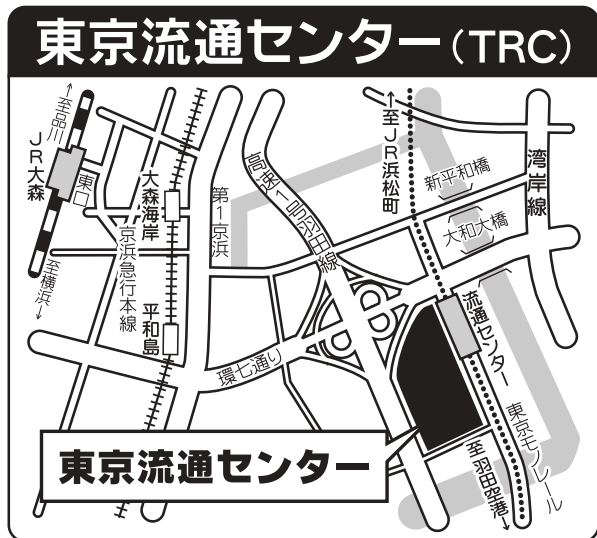 東京流通センター(TRC)
←至品川
JR大森
東口
至横浜→
大森海岸
京浜急行本線
平和島
第1京浜
高速1号羽田線
環七通り
←至JR浜松町
新平和橋
大和大橋
湾岸線
流通センター
東京モノレール
至羽田空港→
東京流通センター